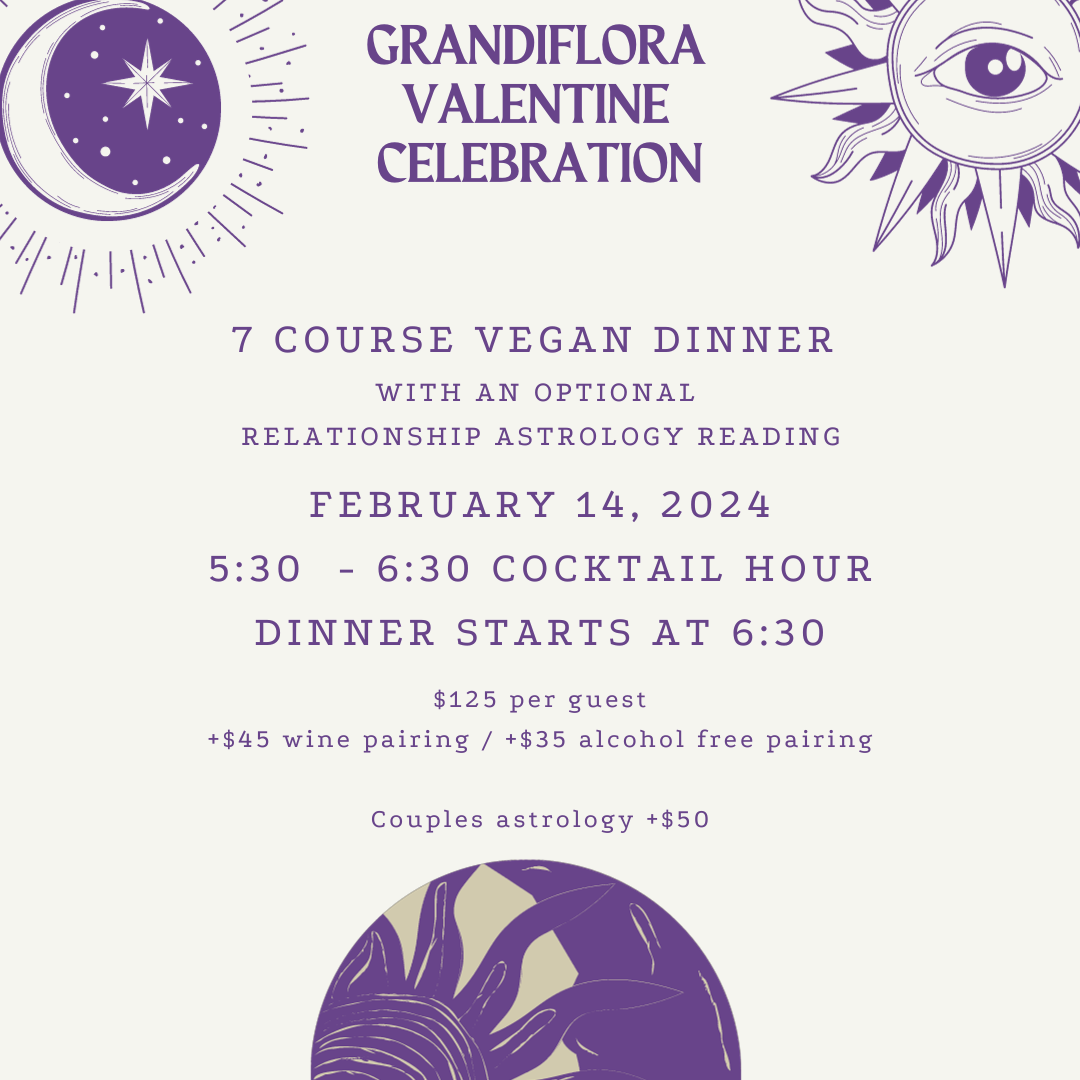 GRANDIFLORA
VALENTINE
CELEBRATION
7 COURSE VEGAN DINNER
WITH AN OPTIONAL
RELATIONSHIP ASTROLOGY READING
FEBRUARY 14, 2024
5:30 - 6:30 COCKTAIL HOUR
DINNER STARTS AT 6:30
$125 per guest
+$45 wine pairing / +$35 alcohol free pairing
Couples astrology +$50